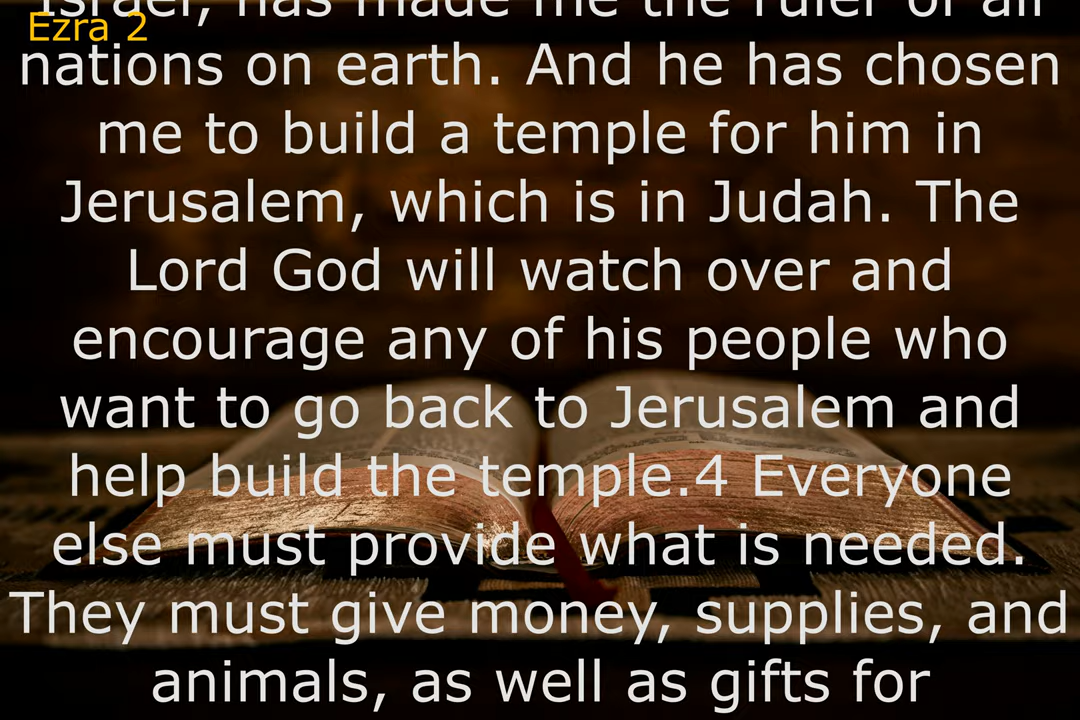 Israel, has made me the ruler of all
Ezra 2
nations on earth. And he has chosen
me to build a temple for him in
Jerusalem, which is in Judah. The
Lord God will watch over and
encourage any of his people who
want to go back to Jerusalem and
help build the temple.4 Everyone
else must provide what is needed.
They must give money, supplies, and
animals, as well as gifts for